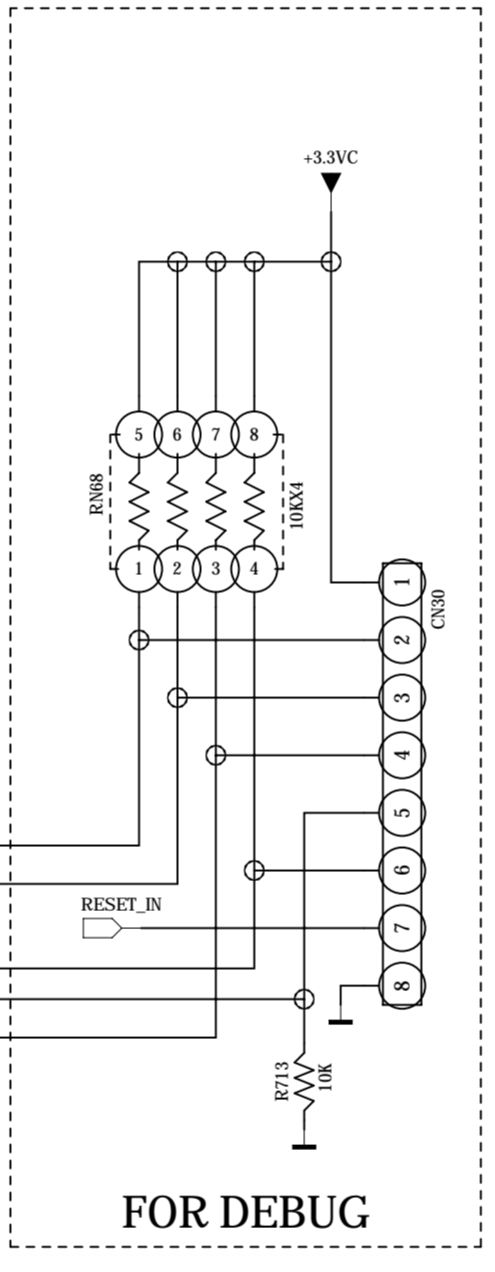 +3.3VC
5 6 7 8
RN68
10KX4
1 2 3 4
1
CN30
2
3
4
5
6
RESET_IN
7
8
R713
10K
FOR DEBUG